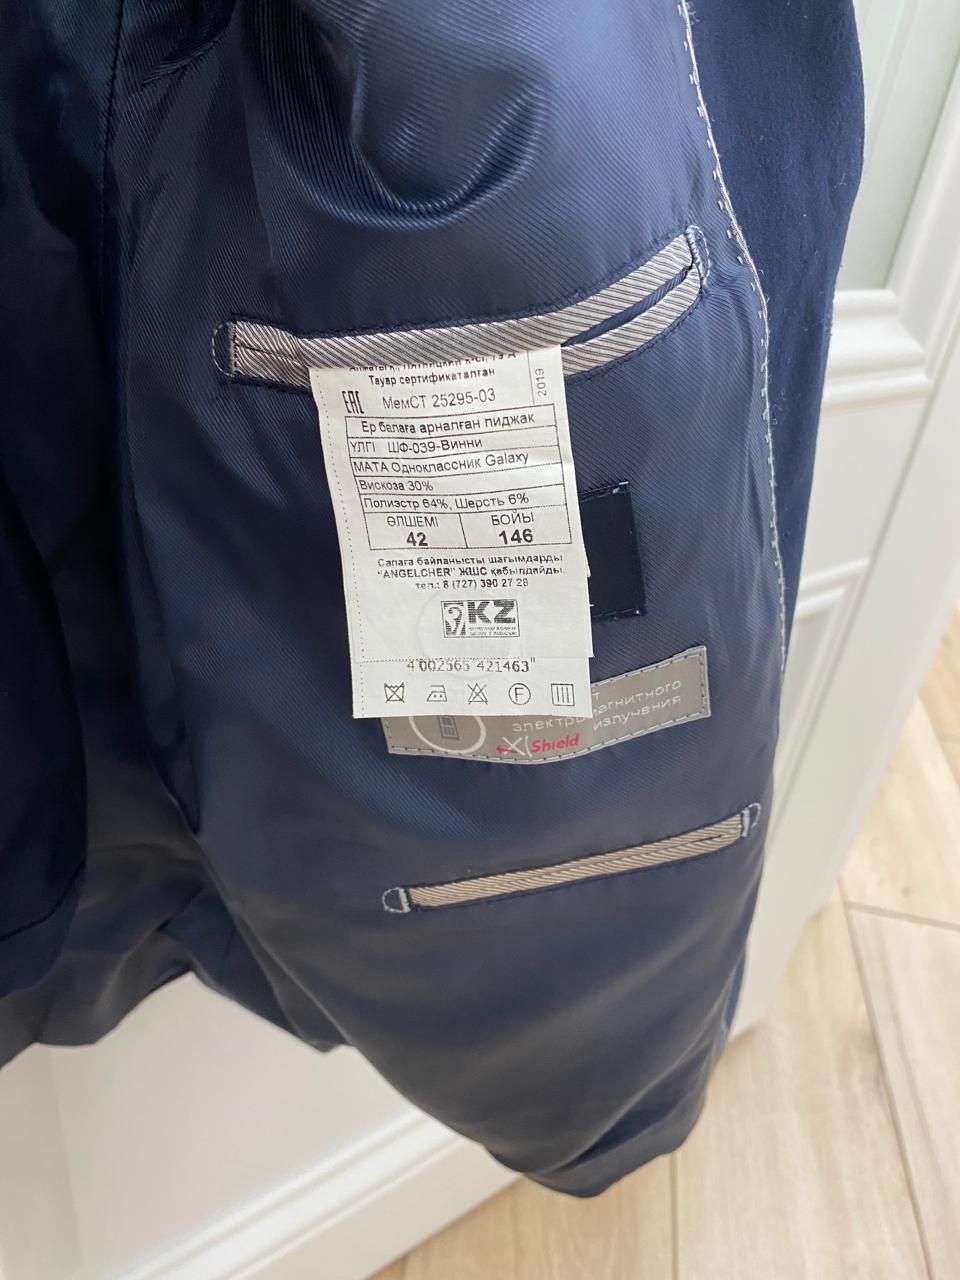 Тауар сертификаталған
2019
ЕАС МемСТ 25295-03
Ер балаға арналған пиджак
ҮЛГІ ШФ-039-Винни
МАТА Одноклассник Galaxy
Вискоза 30%
Полиэстр 64%, Шерсть 6%
ӨЛШЕМІ БОЙЫ
42 146
Сапаға байланысты шағымдарды
"ANGELCHER" ЖШС қабылдайды.
тел.: 8 (727) 390 27 28
KZ
4 002565 421463
F
электромагнитного
излучения
Shield